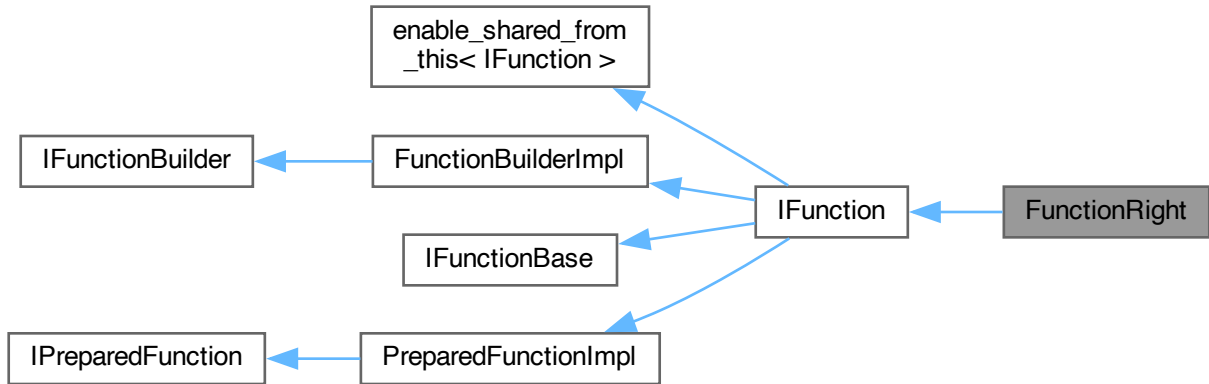 enable_shared_from
_this< IFunction >
IFunctionBuilder
FunctionBuilderImpl
IFunction
FunctionRight
IFunctionBase
IPreparedFunction
PreparedFunctionImpl